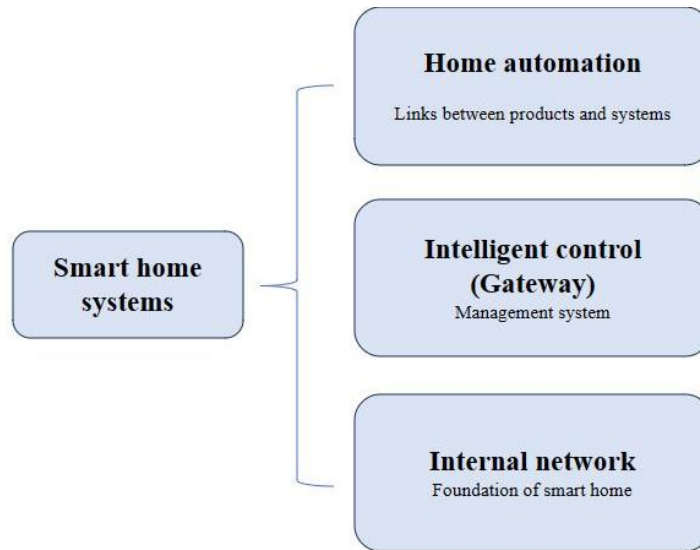 Home automation
Links between products and systems
Smart home
systems
Intelligent control
(Gateway)
Management system
Internal network
Foundation of smart home